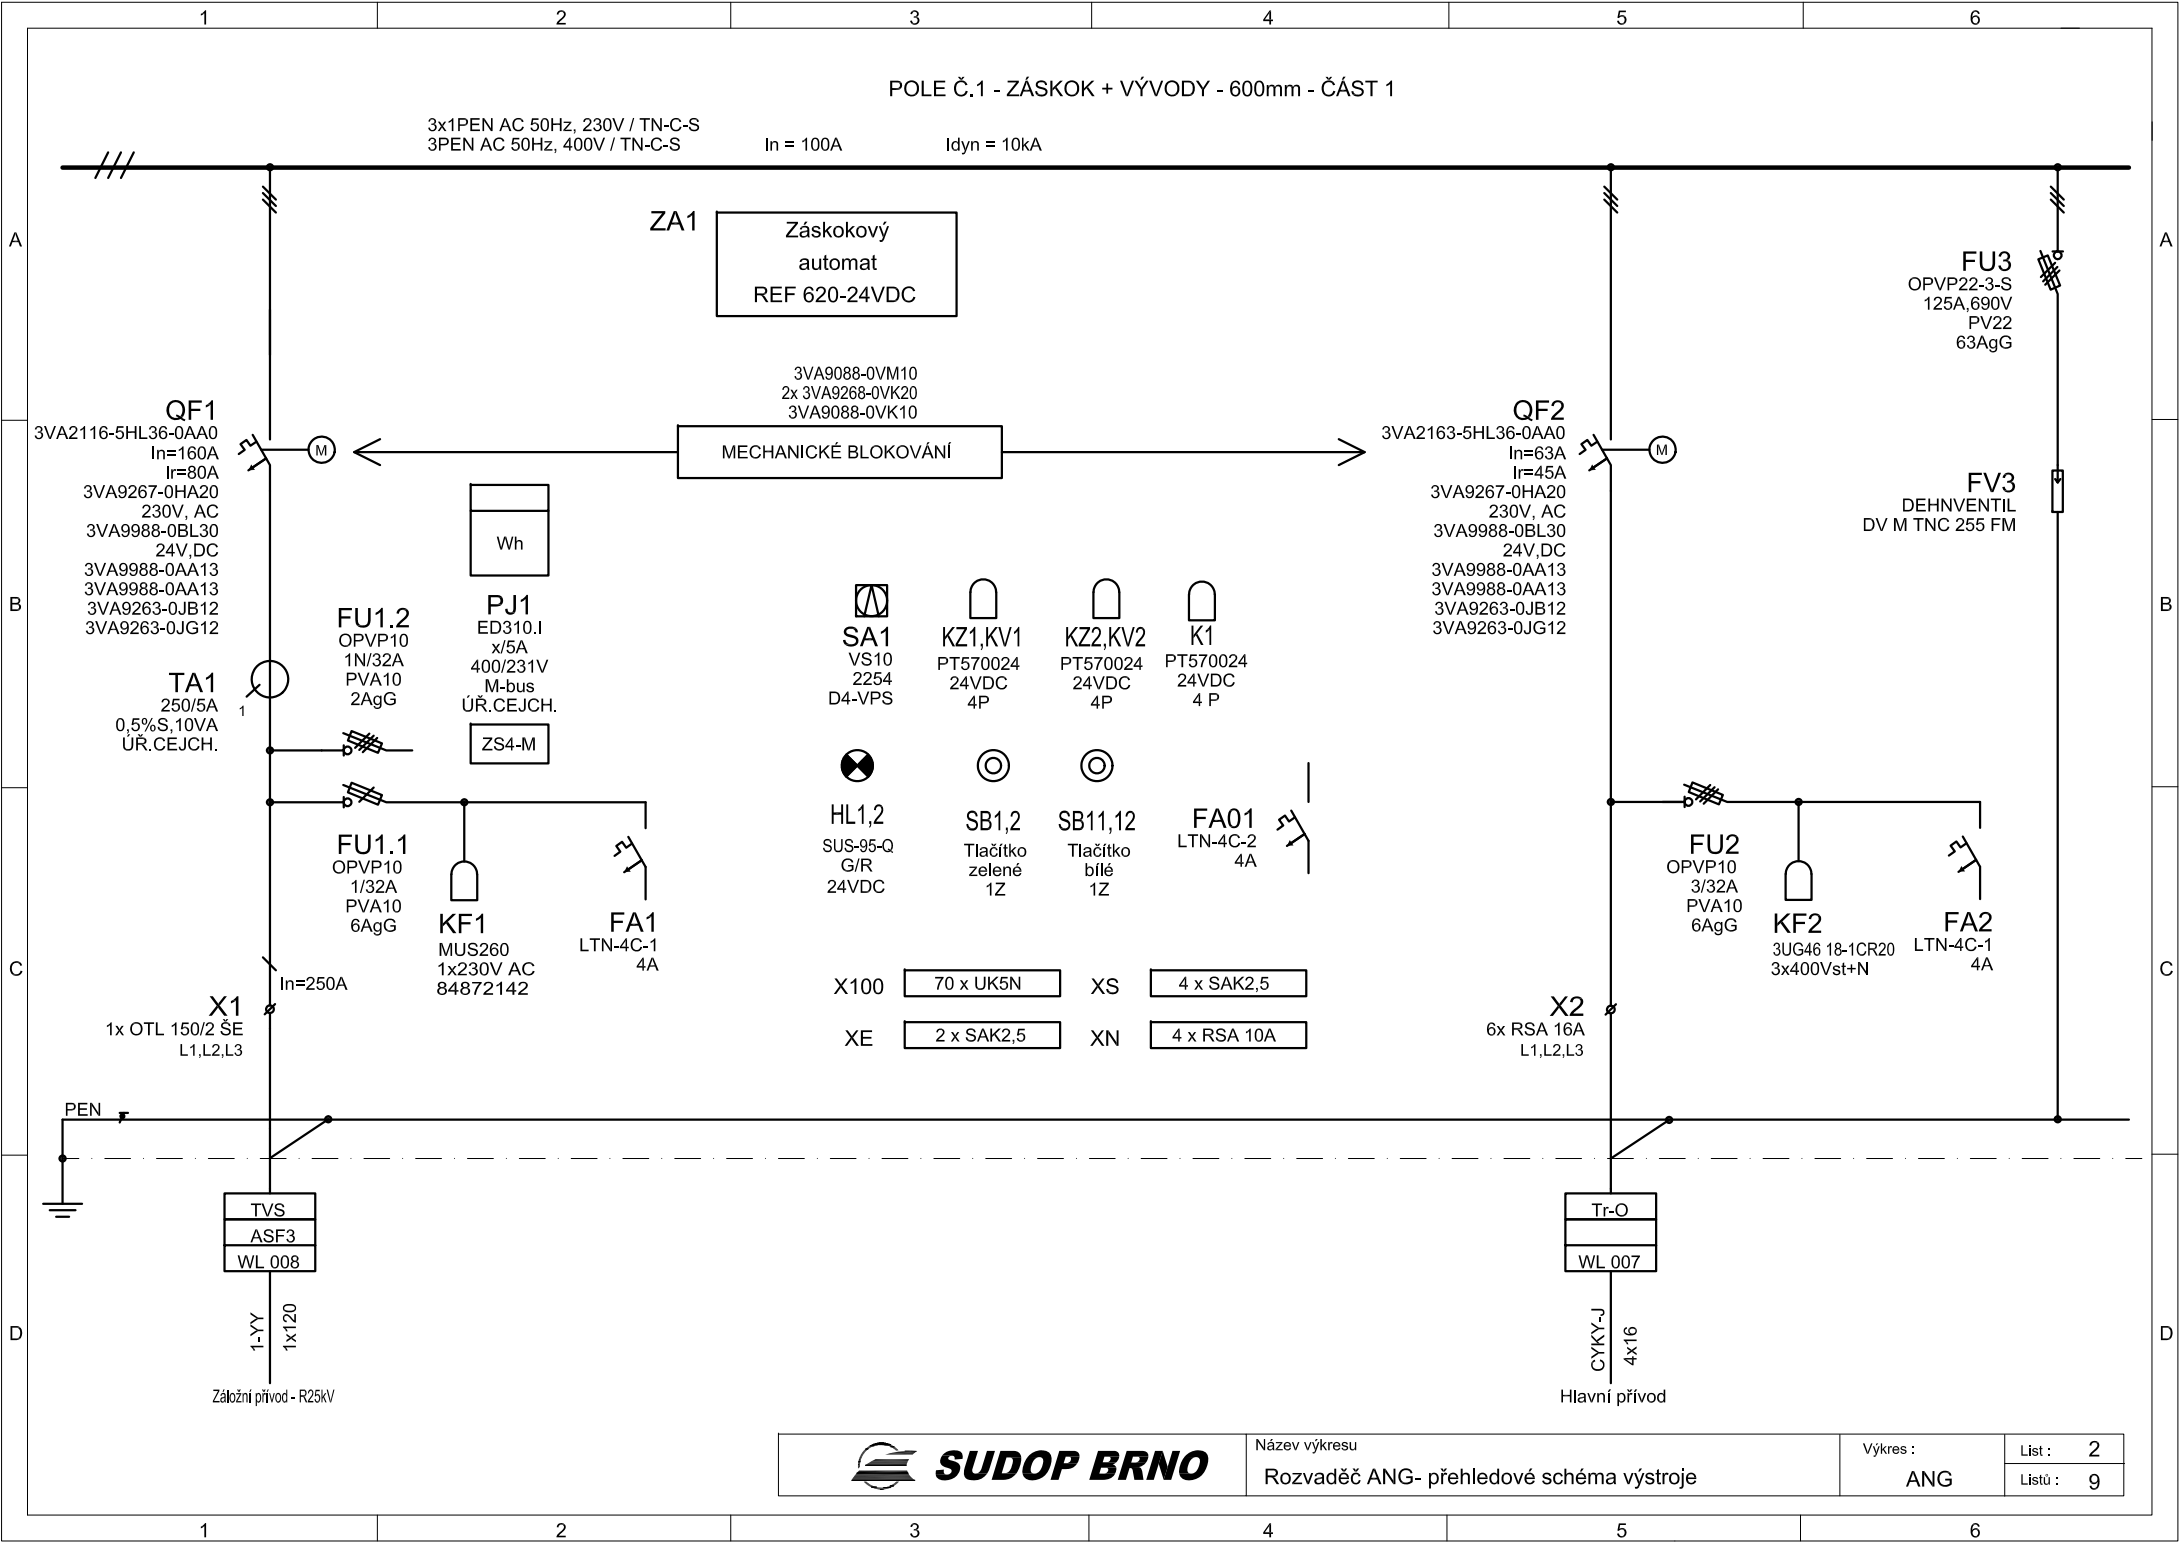 1 2 3 4 5 6
POLE Č.1 - ZÁSKOK + VÝVODY - 600mm - ČÁST 1
3x1PEN AC 50Hz, 230V / TN-C-S
3PEN AC 50Hz, 400V / TN-C-S
In = 100A
Idyn = 10kA
A
A
ZA1
Záskokový
automat
REF 620-24VDC
FU3
OPVP22-3-S
125A,690V
PV22
63AgG
3VA9088-0VM10
2x 3VA9268-0VK20
3VA9088-0VK10
MECHANICKÉ BLOKOVÁNÍ
QF1
3VA2116-5HL36-0AA0
In=160A
Ir=80A
3VA9267-0HA20
230V, AC
3VA9988-0BL30
24V,DC
3VA9988-0AA13
3VA9988-0AA13
3VA9263-0JB12
3VA9263-0JG12
M
QF2
3VA2163-5HL36-0AA0
In=63A
Ir=45A
3VA9267-0HA20
230V, AC
3VA9988-0BL30
24V,DC
3VA9988-0AA13
3VA9988-0AA13
3VA9263-0JB12
3VA9263-0JG12
M
FV3
DEHNVENTIL
DV M TNC 255 FM
B
B
Wh
PJ1
ED310.I
x/5A
400/231V
M-bus
ÚŘ.CEJCH.
ZS4-M
FU1.2
OPVP10
1N/32A
PVA10
2AgG
TA1
250/5A
0,5%S,10VA
ÚŘ.CEJCH.
1
SA1
VS10
2254
D4-VPS
KZ1,KV1
PT570024
24VDC
4P
KZ2,KV2
PT570024
24VDC
4P
K1
PT570024
24VDC
4 P
HL1,2
SUS-95-Q
G/R
24VDC
SB1,2
Tlačítko
zelené
1Z
SB11,12
Tlačítko
bílé
1Z
FA01
LTN-4C-2
4A
FU1.1
OPVP10
1/32A
PVA10
6AgG
KF1
MUS260
1x230V AC
84872142
FA1
LTN-4C-1
4A
FU2
OPVP10
3/32A
PVA10
6AgG
KF2
3UG46 18-1CR20
3x400Vst+N
FA2
LTN-4C-1
4A
C
C
In=250A
X1
1x OTL 150/2 ŠE
L1,L2,L3
X100
70 x UK5N
XS
4 x SAK2,5
XE
2 x SAK2,5
XN
4 x RSA 10A
X2
6x RSA 16A
L1,L2,L3
PEN
TVS
ASF3
WL 008
1-YY
1x120
Záložní přívod - R25kV
Tr-O
WL 007
CYKY-J
4x16
Hlavní přívod
D
D
SUDOP BRNO
Název výkresu
Rozvaděč ANG- přehledové schéma výstroje
Výkres :
ANG
List : 2
Listů : 9
1 2 3 4 5 6